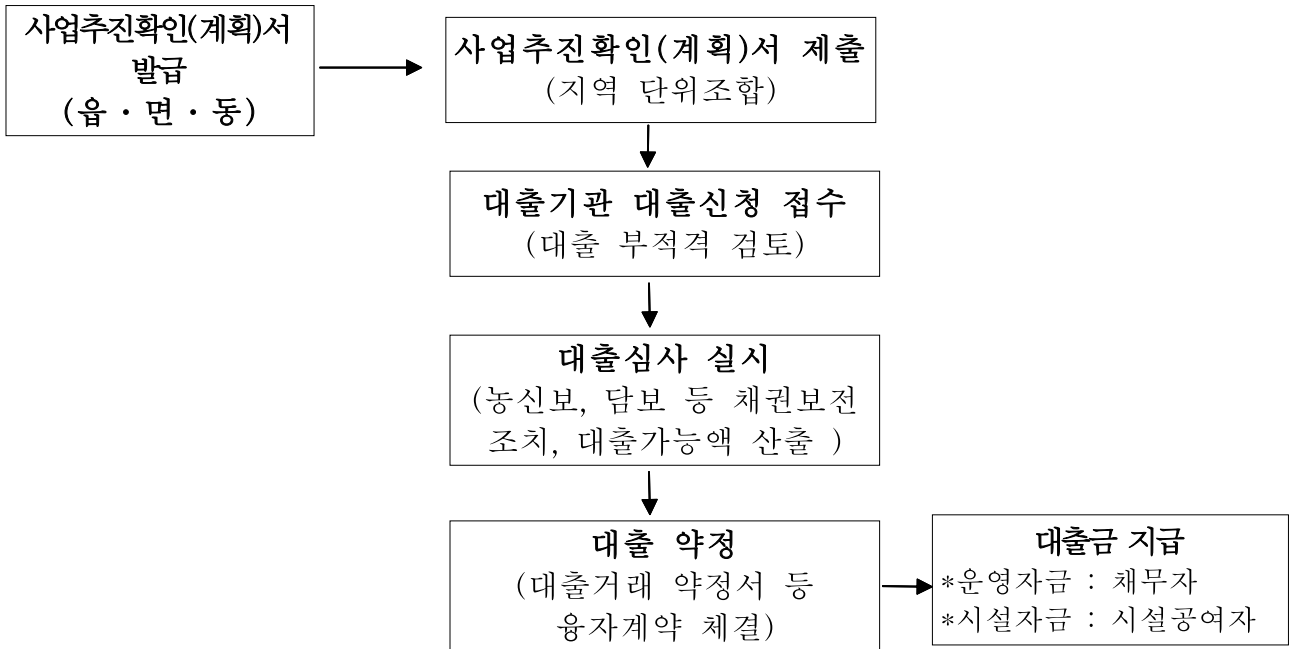 사업추진확인(계획)서
발급
(읍·면·동)
사업추진확인(계획)서 제출
(지역 단위조합)
대출기관 대출신청 접수
(대출 부적격 검토)
대출심사 실시
(농신보, 담보 등 채권보전
조치, 대출가능액 산출 )
대출 약정
(대출거래 약정서 등
융자계약 체결)
대출금 지급
*운영자금 : 채무자
*시설자금 : 시설공여자